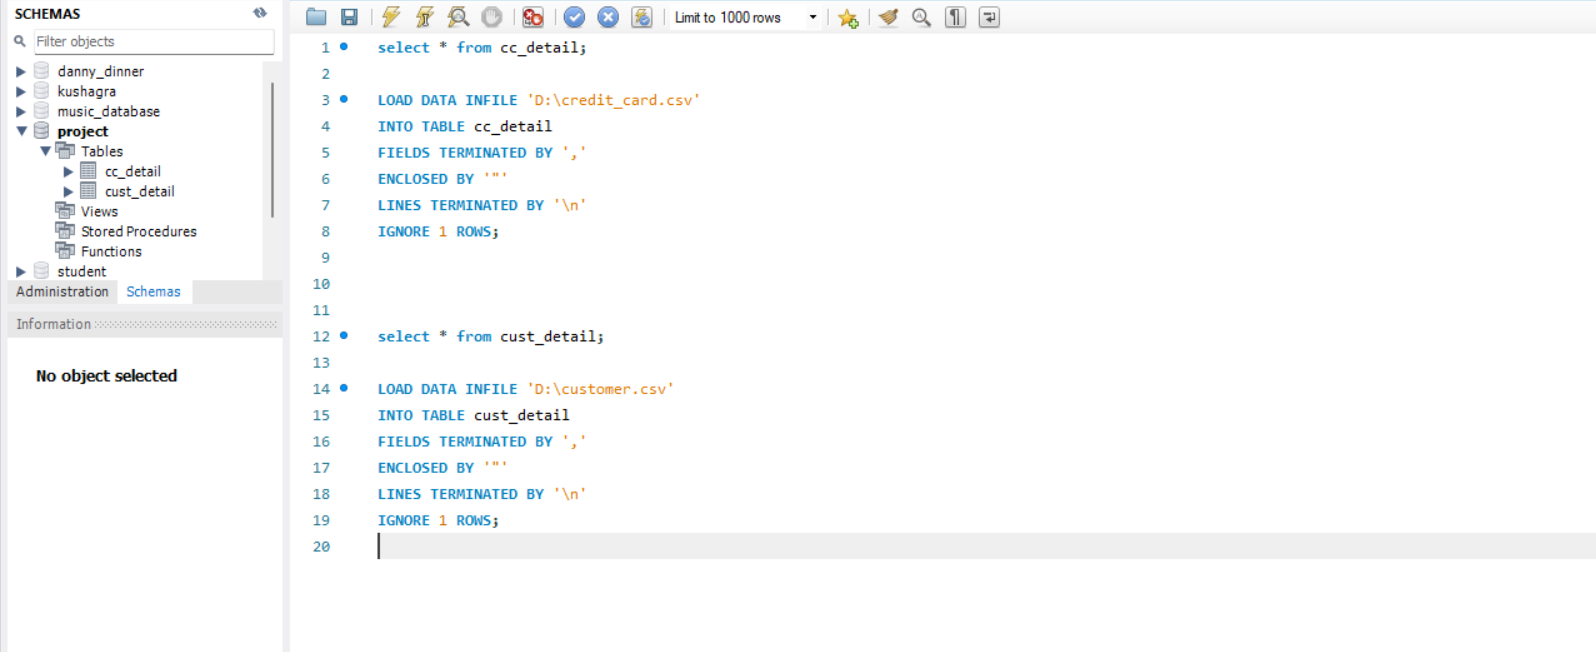 SCHEMAS
Filter objects
danny_dinner
kushagra
music_database
project
Tables
cc_detail
cust_detail
Views
Stored Procedures
Functions
student
Administration Schemas
Information
No object selected
Limit to 1000 rows
1 select * from cc_detail;
2
3 LOAD DATA INFILE 'D:\credit_card.csv'
4 INTO TABLE cc_detail
5 FIELDS TERMINATED BY ','
6 ENCLOSED BY '"'
7 LINES TERMINATED BY '\n'
8 IGNORE 1 ROWS;
9
10
11
12 select * from cust_detail;
13
14 LOAD DATA INFILE 'D:\customer.csv'
15 INTO TABLE cust_detail
16 FIELDS TERMINATED BY ','
17 ENCLOSED BY '"'
18 LINES TERMINATED BY '\n'
19 IGNORE 1 ROWS;
20